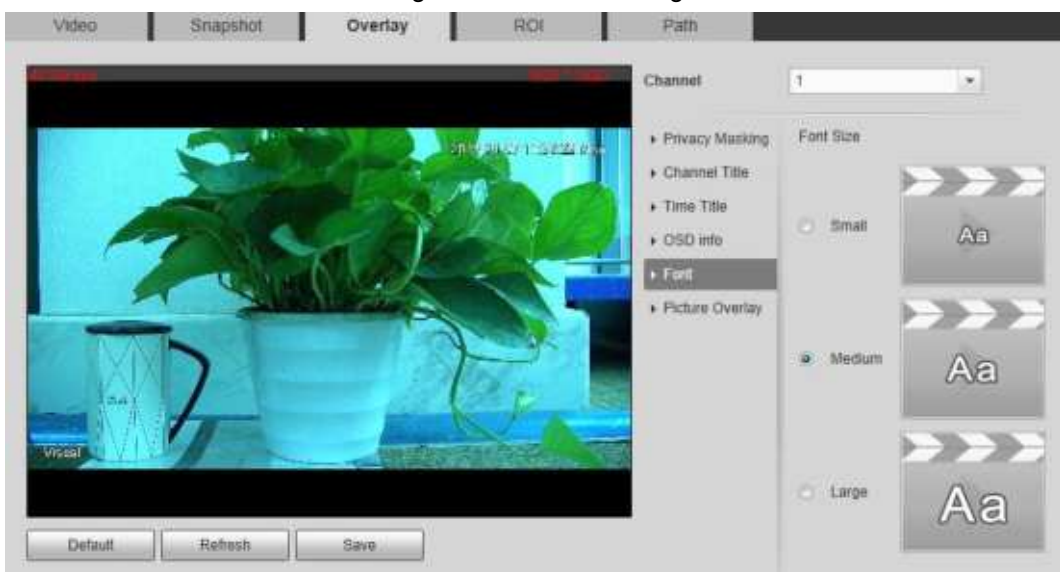 Video Snapshot Overlay ROI Path
Channel 1
Privacy Masking
Channel Title
Time Title
OSD info
Font
Picture Overlay
Font Size
Small
Aa
Medium
Aa
Large
Aa
Visual
Default Refresh Save